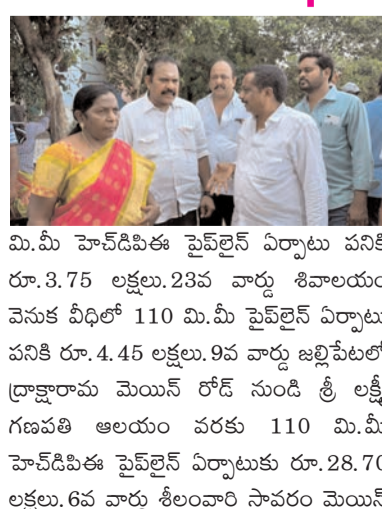 మి.మీ హెచ్‌డిపిఈ పైప్‌లైన్ ఏర్పాటు పనికి
రూ.3.75 లక్షలు.23వ వార్డు శివాలయం
వెనుక వీధిలో 110 మి.మీ పైప్‌లైన్ ఏర్పాటు
పనికి రూ.4.45 లక్షలు.9వ వార్డు జల్లిపేటలో
ద్రాక్షారామ మెయిన్ రోడ్ నుండి శ్రీ లక్ష్మీ
గణపతి ఆలయం వరకు 110 మి.మీ
హెచ్‌డిపిఈ పైప్‌లైన్ ఏర్పాటుకు రూ.28.70
లక్షలు.6వ వార్డు శీలంవారి సావరం మెయిన్